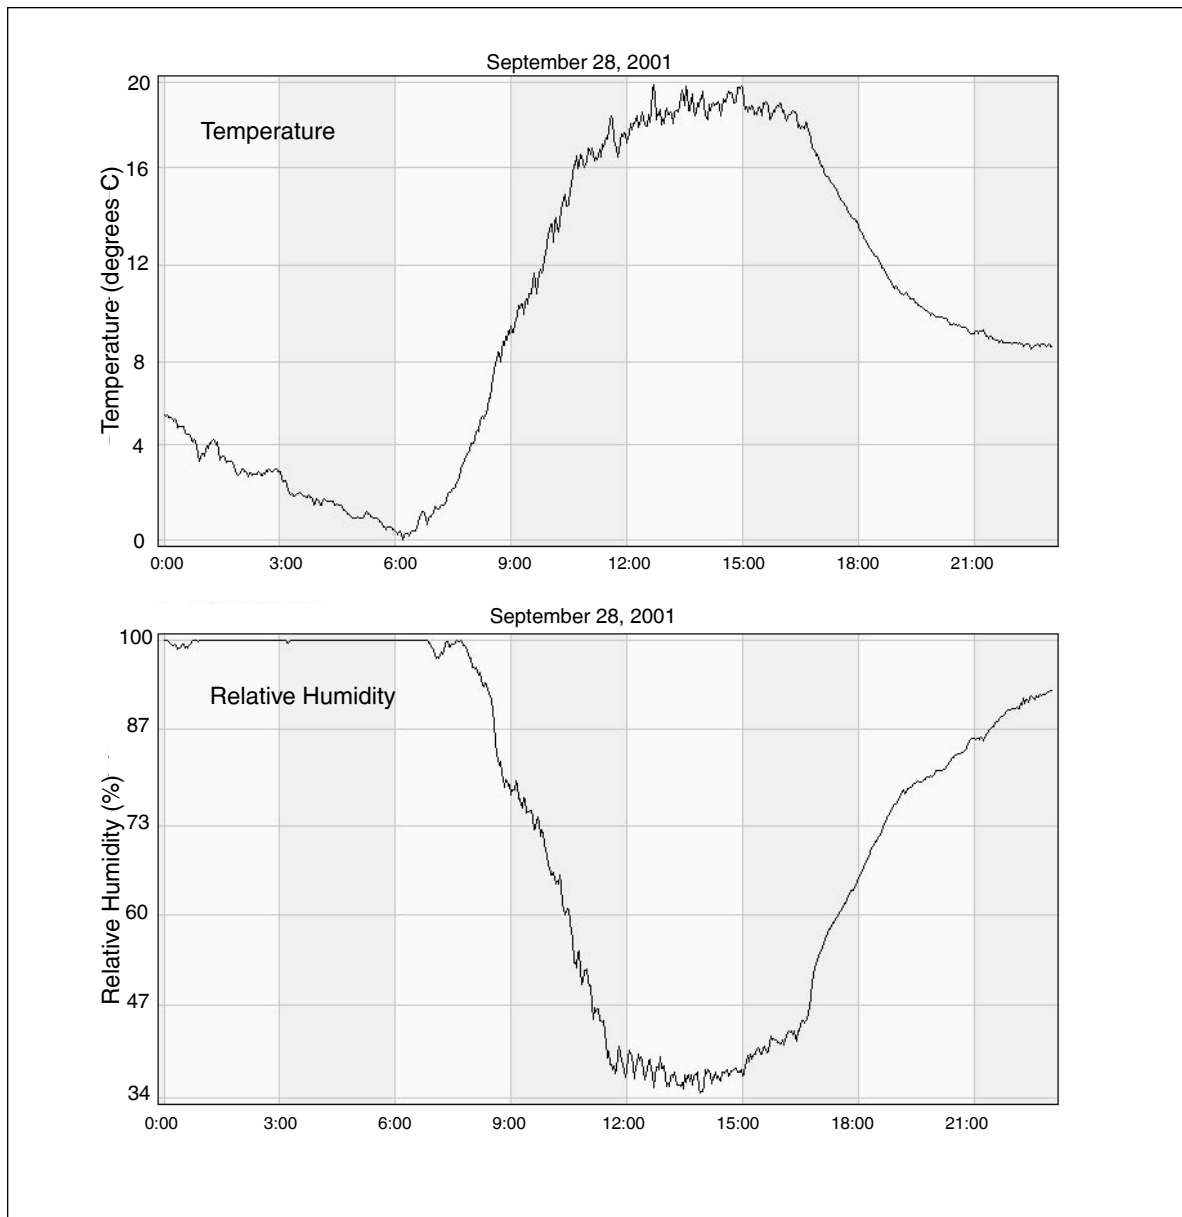 September 28, 2001
20
Temperature
16
Temperature (degrees C)
12
8
4
0
0:00 3:00 6:00 9:00 12:00 15:00 18:00 21:00
September 28, 2001
100
Relative Humidity
87
Relative Humidity (%)
73
60
47
34
0:00 3:00 6:00 9:00 12:00 15:00 18:00 21:00